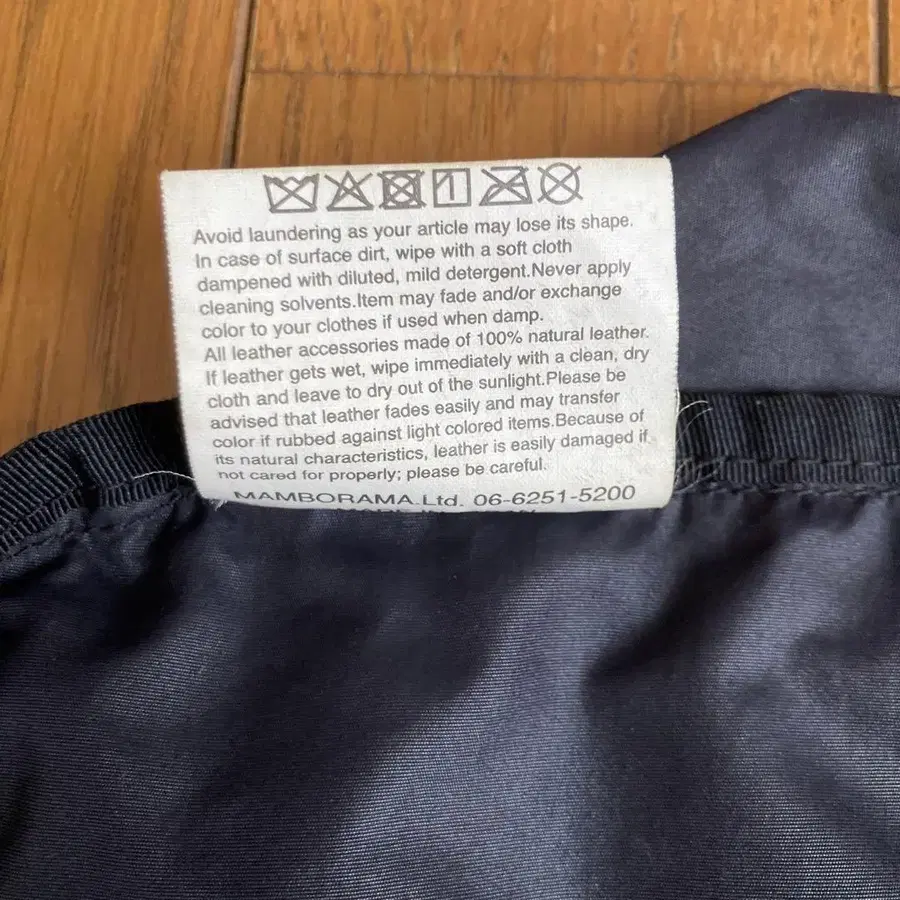 Avoid laundering as your article may lose its shape.
In case of surface dirt, wipe with a soft cloth
dampened with diluted, mild detergent.Never apply
cleaning solvents.Item may fade and/or exchange
color to your clothes if used when damp.
All leather accessories made of 100% natural leather.
If leather gets wet, wipe immediately with a clean, dry
cloth and leave to dry out of the sunlight.Please be
advised that leather fades easily and may transfer
color if rubbed against light colored items.Because of
its natural characteristics, leather is easily damaged if
not cared for properly; please be careful.
MAMBORAMA.Ltd. 06-6251-5200